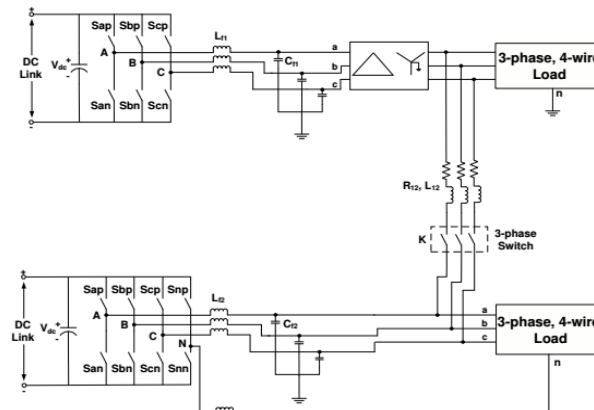 +
Sap Sbp Scp
Lf1
A
a
DC
Link
Vdc
+
-
B
Cf1
b
3-phase, 4-wire
Load
C
c
San Sbn Scn
n
-
R12, L12
K
3-phase
Switch
+
Sap Sbp Scp Snp
Lf2
A
a
DC
Link
Vdc
+
-
B
Cf2
b
3-phase, 4-wire
Load
C
N
c
San Sbn Scn Snn
n
-